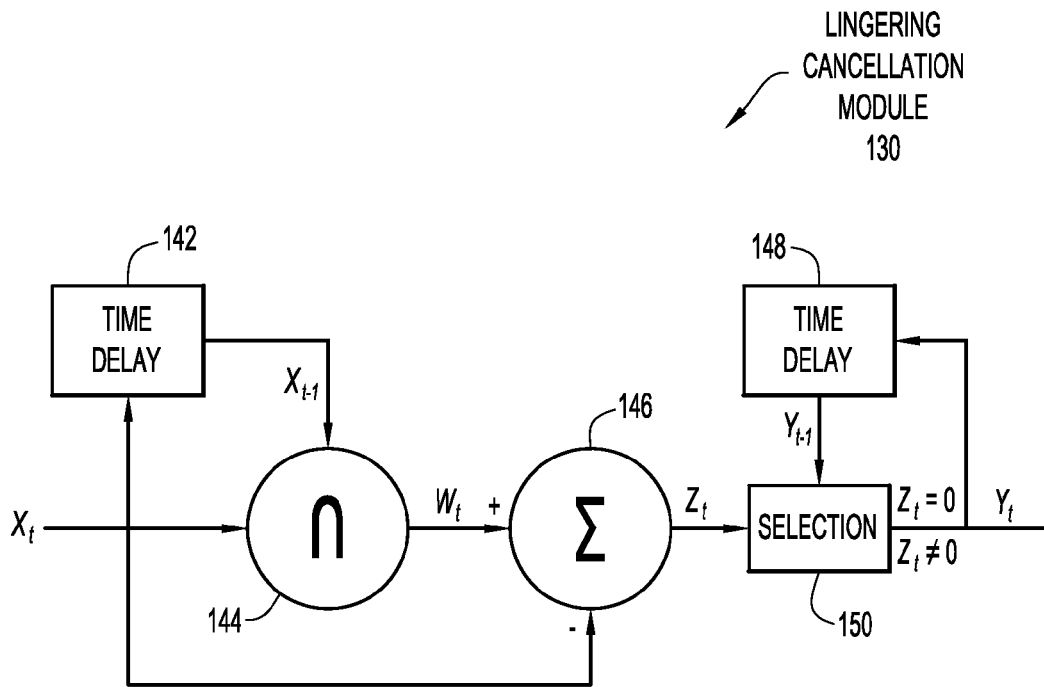 LINGERING
CANCELLATION
MODULE
130
142
TIME
DELAY
X_{t-1}
148
TIME
DELAY
Y_{t-1}
146
X_t
∩
W_t
+
Σ
-
Z_t
SELECTION
Z_t = 0
Z_t ≠ 0
Y_t
144
150